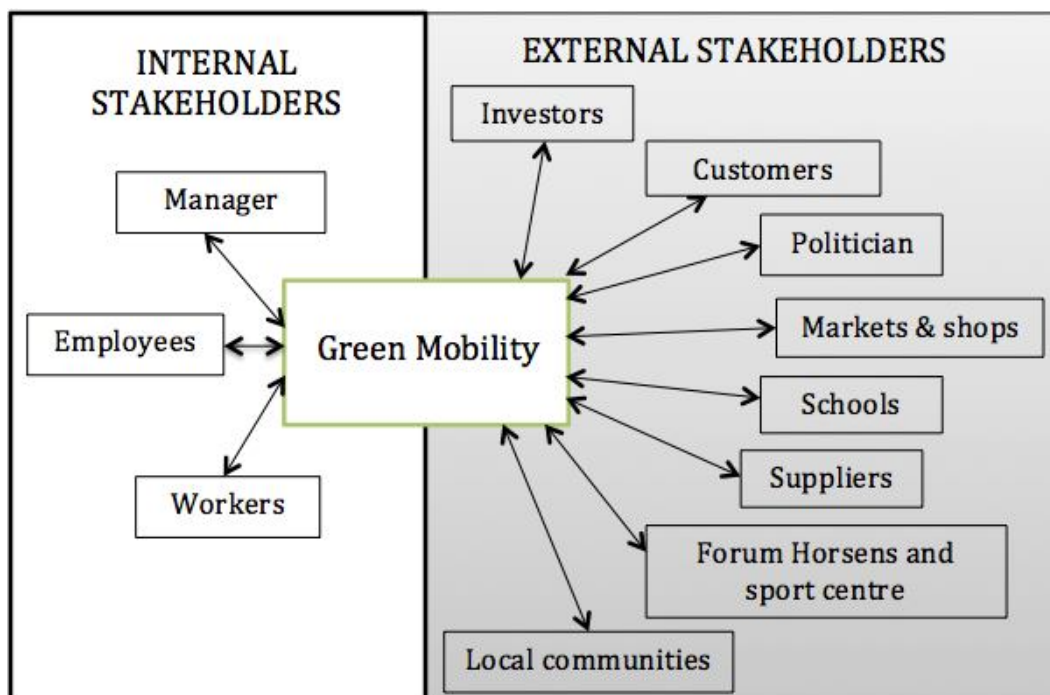 INTERNAL
STAKEHOLDERS
Manager
Employees
Workers
Green Mobility
EXTERNAL STAKEHOLDERS
Investors
Customers
Politician
Markets & shops
Schools
Suppliers
Forum Horsens and
sport centre
Local communities